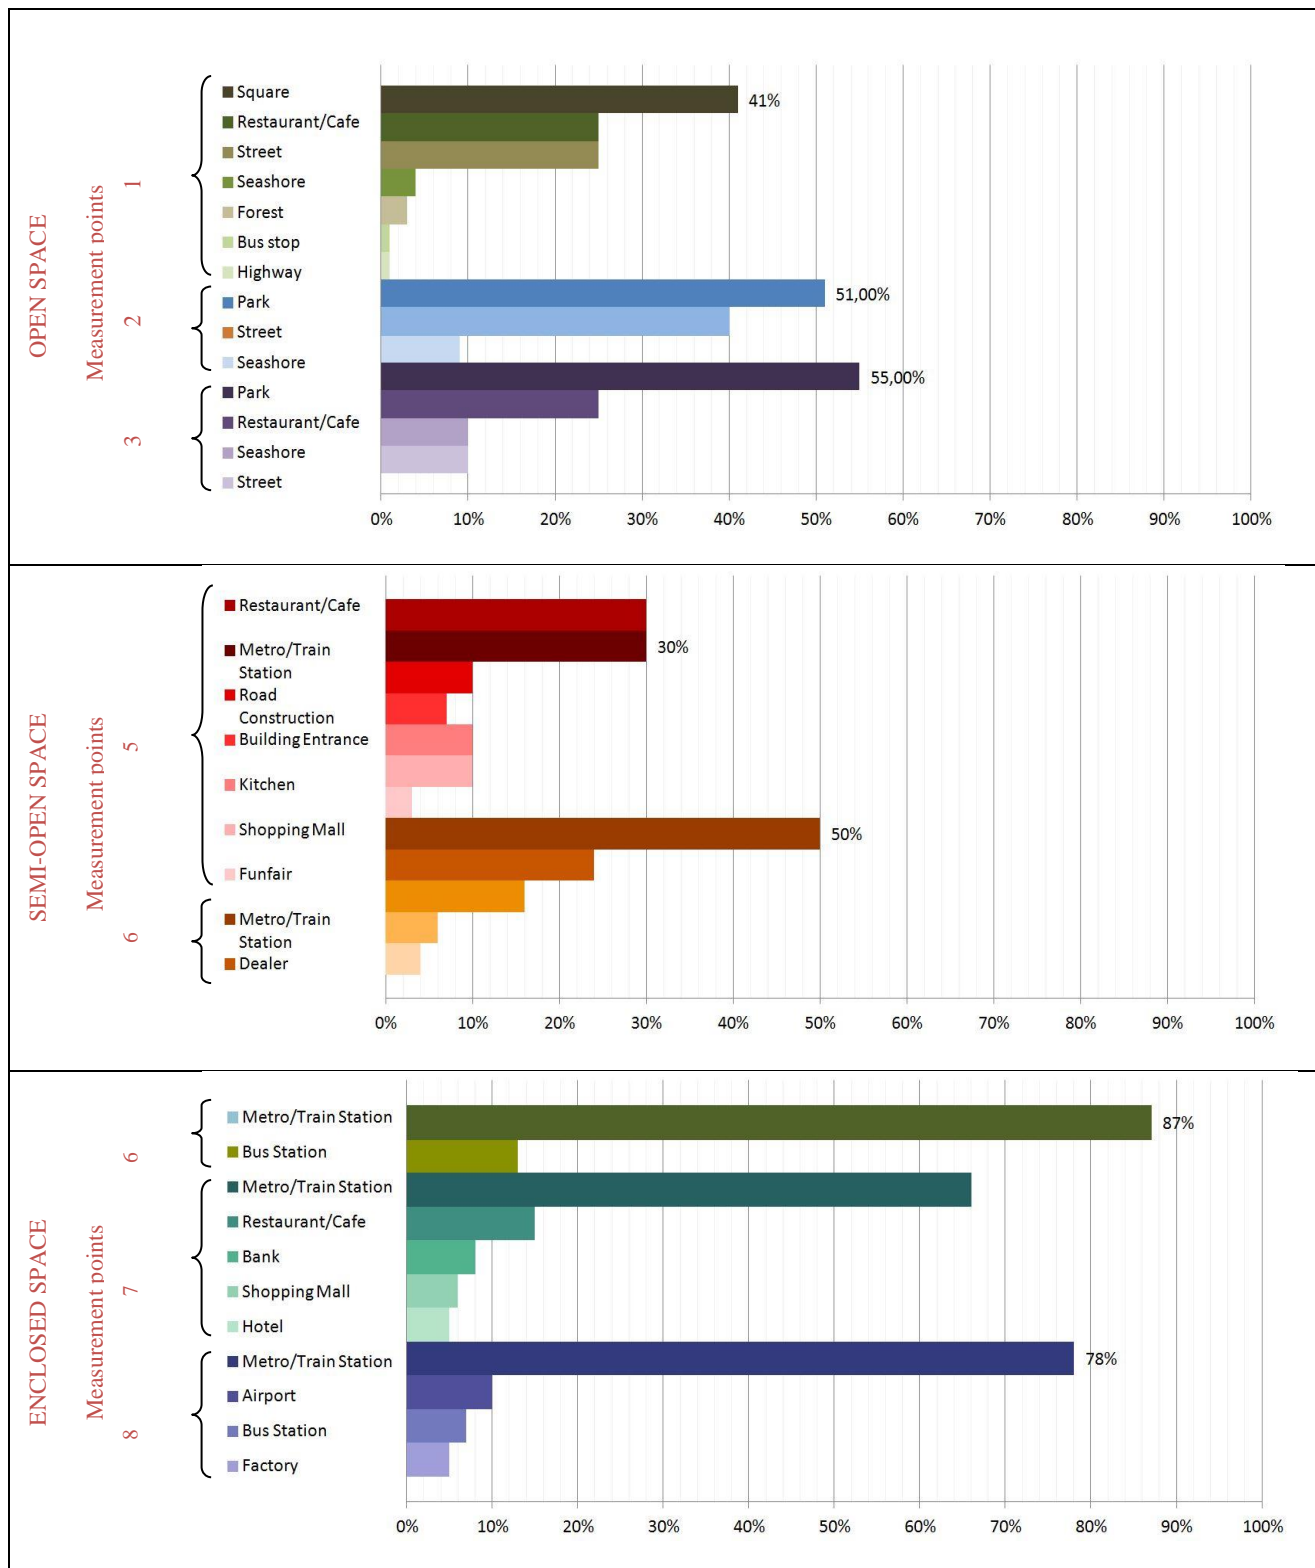 OPEN SPACE
Measurement points
1
2
3
Square
Restaurant/Cafe
Street
Seashore
Forest
Bus stop
Highway
Park
Street
Seashore
Park
Restaurant/Cafe
Seashore
Street
41%
51,00%
55,00%
0% 10% 20% 30% 40% 50% 60% 70% 80% 90% 100%
SEMI-OPEN SPACE
Measurement points
5
6
Restaurant/Cafe
Metro/Train
Station
Road
Construction
Building Entrance
Kitchen
Shopping Mall
Funfair
Metro/Train
Station
Dealer
30%
50%
0% 10% 20% 30% 40% 50% 60% 70% 80% 90% 100%
ENCLOSED SPACE
Measurement points
6
7
8
Metro/Train Station
Bus Station
Metro/Train Station
Restaurant/Cafe
Bank
Shopping Mall
Hotel
Metro/Train Station
Airport
Bus Station
Factory
87%
78%
0% 10% 20% 30% 40% 50% 60% 70% 80% 90% 100%